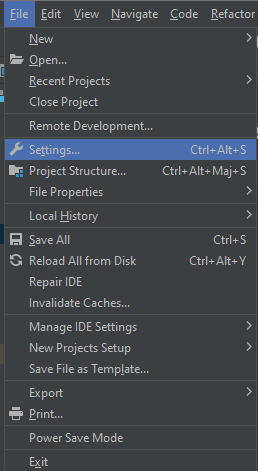 File Edit View Navigate Code Refactor
New
Open...
Recent Projects
Close Project
Remote Development...
Settings... Ctrl+Alt+S
Project Structure... Ctrl+Alt+Maj+S
File Properties
Local History
Save All Ctrl+S
Reload All from Disk Ctrl+Alt+Y
Repair IDE
Invalidate Caches...
Manage IDE Settings
New Projects Setup
Save File as Template...
Export
Print...
Power Save Mode
Exit